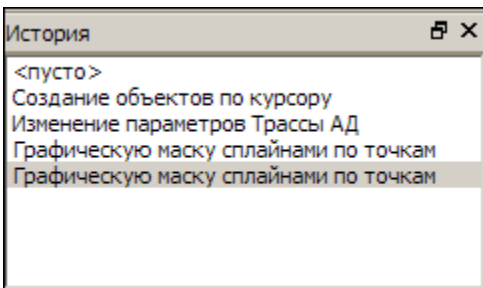 История
<пусто>
Создание объектов по курсору
Изменение параметров Трассы АД
Графическую маску сплайнами по точкам
Графическую маску сплайнами по точкам